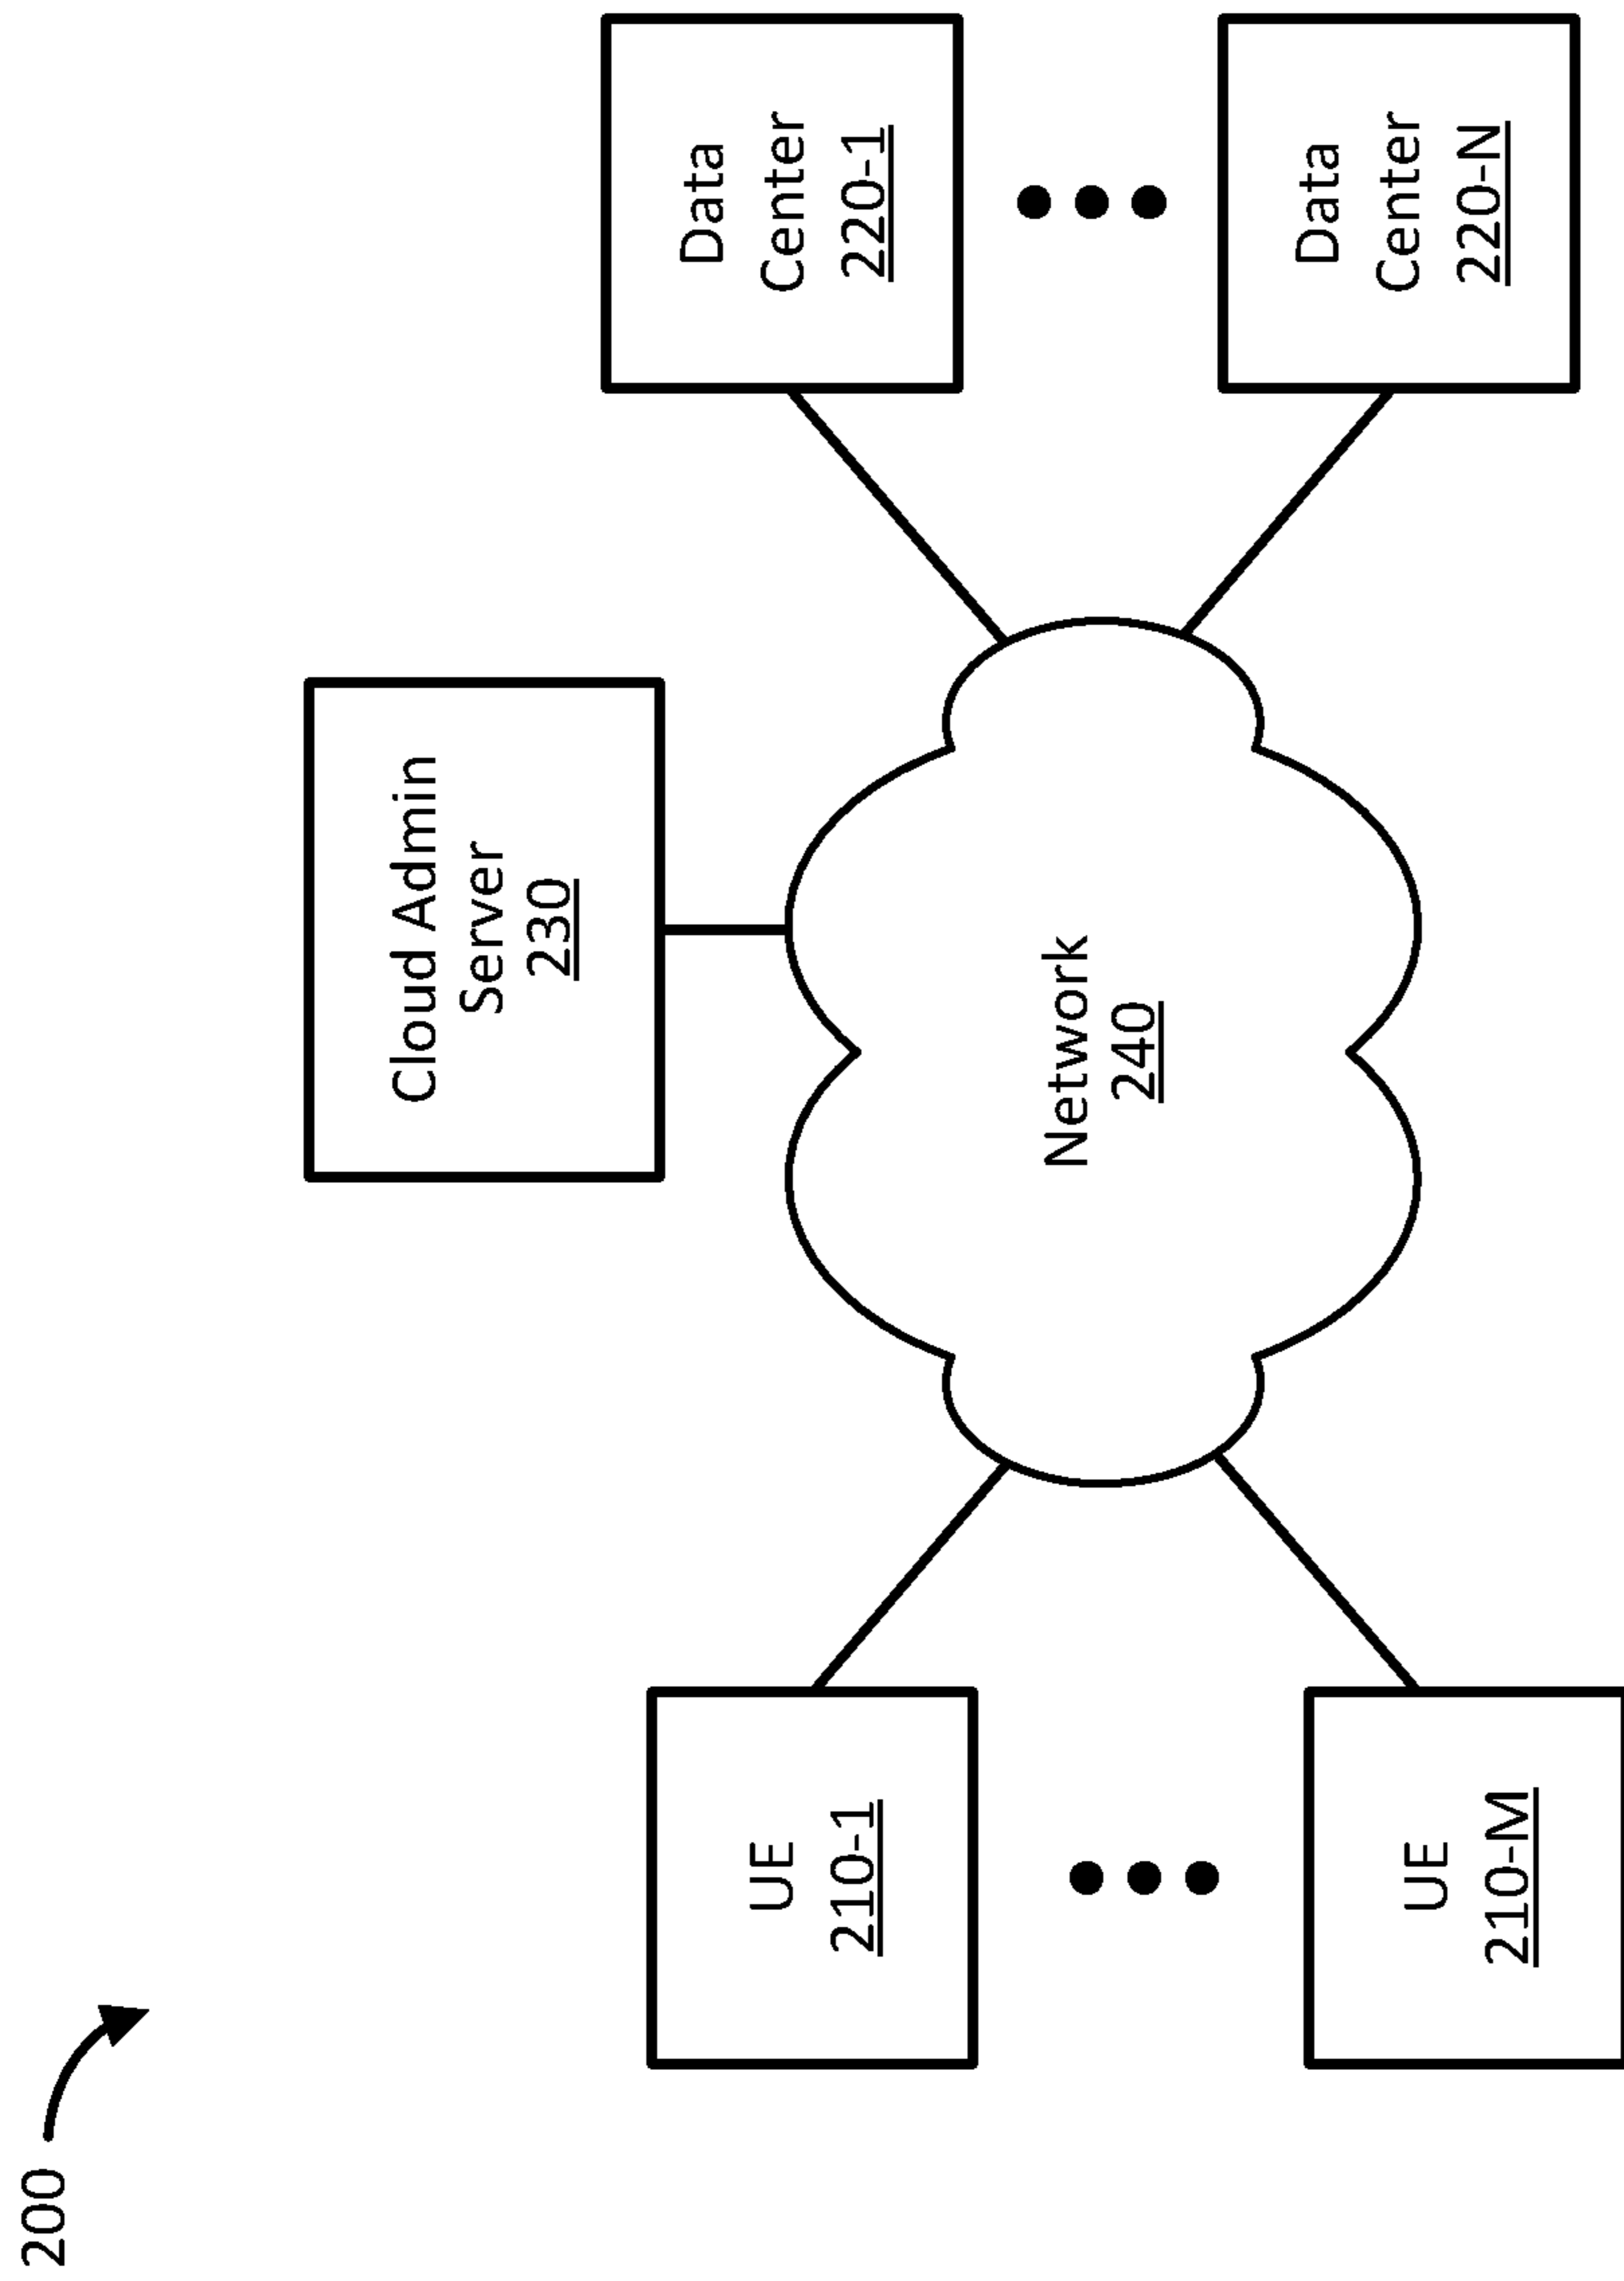 200
Cloud Admin
Server
230
UE
210-1
Network
240
Data
Center
220-1
UE
210-M
Data
Center
220-N